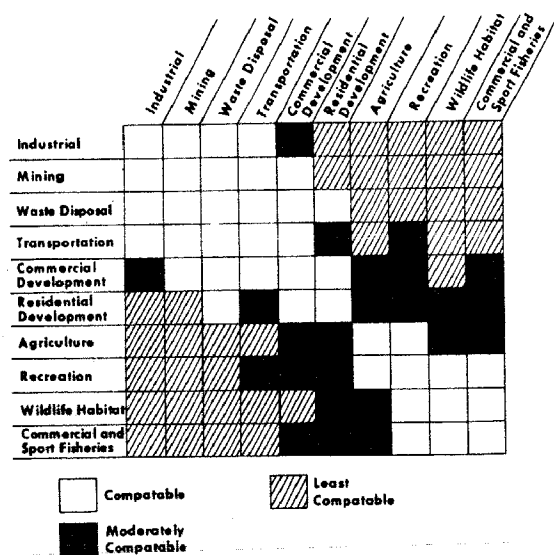 Industrial
Mining
Waste Disposal
Transportation
Commercial
Development
Residential
Development
Agriculture
Recreation
Wildlife Habitat
Commercial and
Sport Fisheries
Industrial
Mining
Waste Disposal
Transportation
Commercial
Development
Residential
Development
Agriculture
Recreation
Wildlife Habitat
Commercial and
Sport Fisheries
Compatable
Least
Compatable
Moderately
Compatable